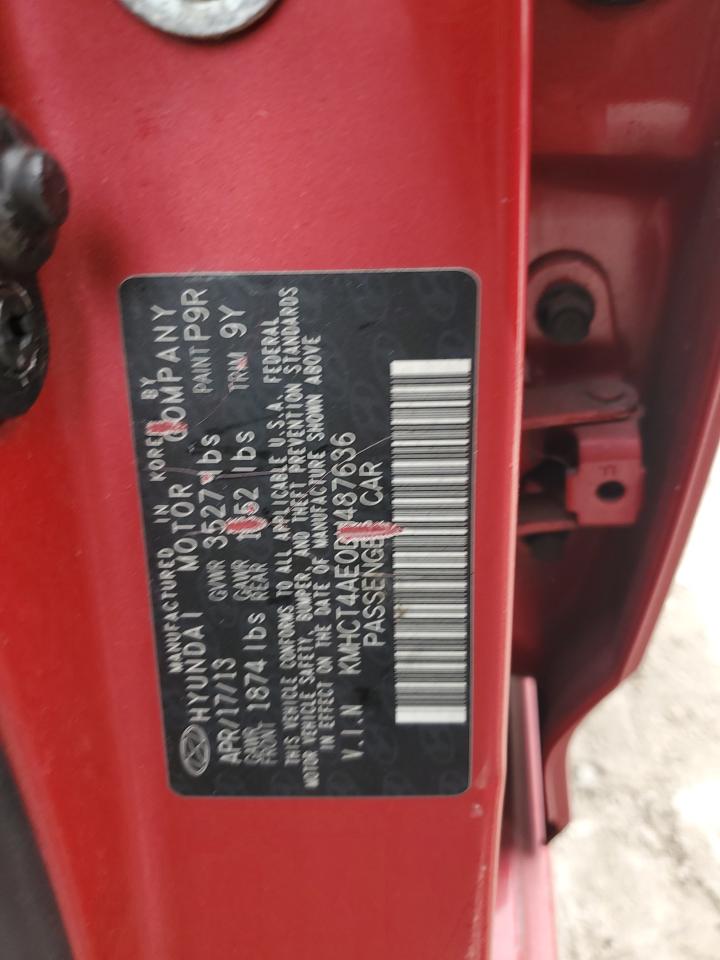 MANUFACTURED IN KOREA BY
HYUNDAI MOTOR COMPANY
APR/17/13 GVWR 3527 lbs PAINT P9R
GAWR FRONT 1874 lbs GAWR REAR lbs TRIM 9Y
THIS VEHICLE CONFORMS TO ALL APPLICABLE U.S.A. FEDERAL
MOTOR VEHICLE SAFETY, BUMPER, AND THEFT PREVENTION STANDARDS
IN EFFECT ON THE DATE OF MANUFACTURE SHOWN ABOVE
V.I.N
PASSENGER CAR